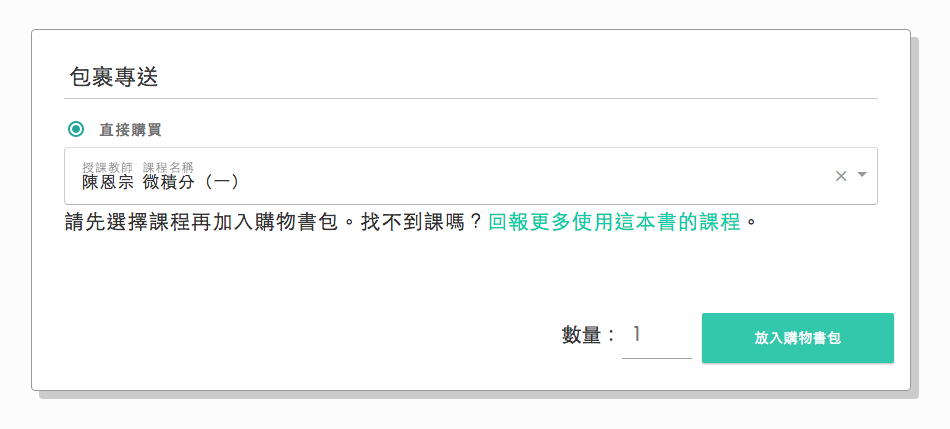 包裹專送
直接購買
授課教師 課程名稱
陳恩宗 微積分（一）
請先選擇課程再加入購物書包。找不到課嗎？回報更多使用這本書的課程。
數量： 1
放入購物書包